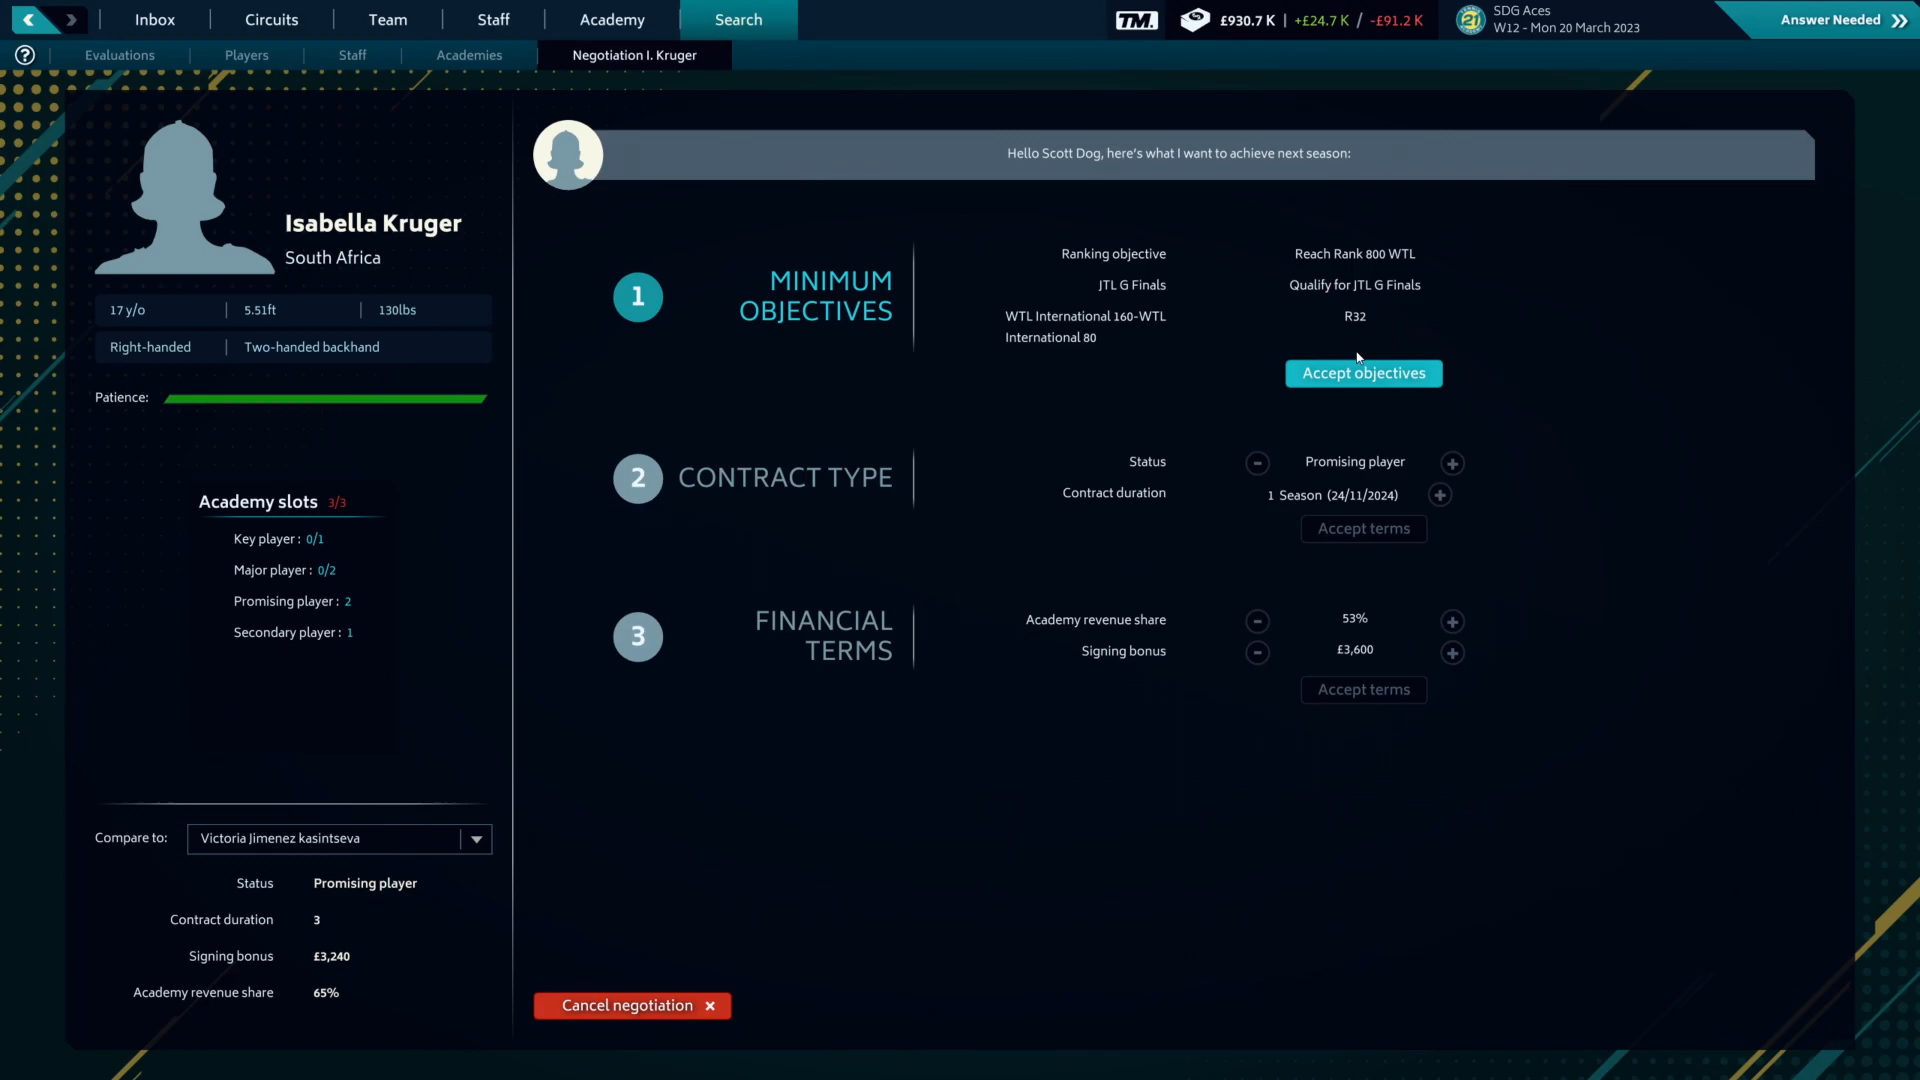 Inbox
Circuits
Team
Staff
Academy
Search
TM.
£930.7 K | +£24.7 K / -£91.2 K
21
SDG Aces
W12 - Mon 20 March 2023
Answer Needed
?
Evaluations
Players
Staff
Academies
Negotiation I. Kruger
Hello Scott Dog, here's what I want to achieve next season:
Isabella Kruger
South Africa
17 y/o
5.51ft
130lbs
Right-handed
Two-handed backhand
Patience:
Academy slots 3/3
Key player : 0/1
Major player : 0/2
Promising player : 2
Secondary player : 1
Compare to:
Victoria Jimenez kasintseva
Status
Promising player
Contract duration
3
Signing bonus
£3,240
Academy revenue share
65%
1
MINIMUM
OBJECTIVES
Ranking objective
Reach Rank 800 WTL
JTL G Finals
Qualify for JTL G Finals
WTL International 160-WTL
International 80
R32
Accept objectives
2
CONTRACT TYPE
Status
Promising player
Contract duration
1 Season (24/11/2024)
Accept terms
3
FINANCIAL
TERMS
Academy revenue share
53%
Signing bonus
£3,600
Accept terms
Cancel negotiation